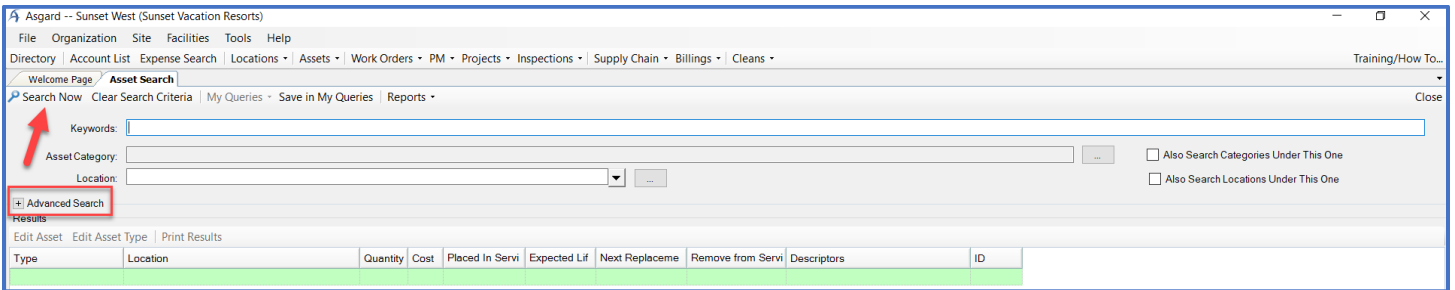 Asgard -- Sunset West (Sunset Vacation Resorts)
File Organization Site Facilities Tools Help
Directory Account List Expense Search Locations Assets Work Orders PM Projects Inspections Supply Chain Billings Cleans Training/How To...
Welcome Page Asset Search
Search Now Clear Search Criteria My Queries Save in My Queries Reports Close
Keywords:
Asset Category: ... Also Search Categories Under This One
Location: ... Also Search Locations Under This One
+ Advanced Search
Results
Edit Asset Edit Asset Type Print Results
Type Location Quantity Cost Placed In Servi Expected Lif Next Replaceme Remove from Servi Descriptors ID